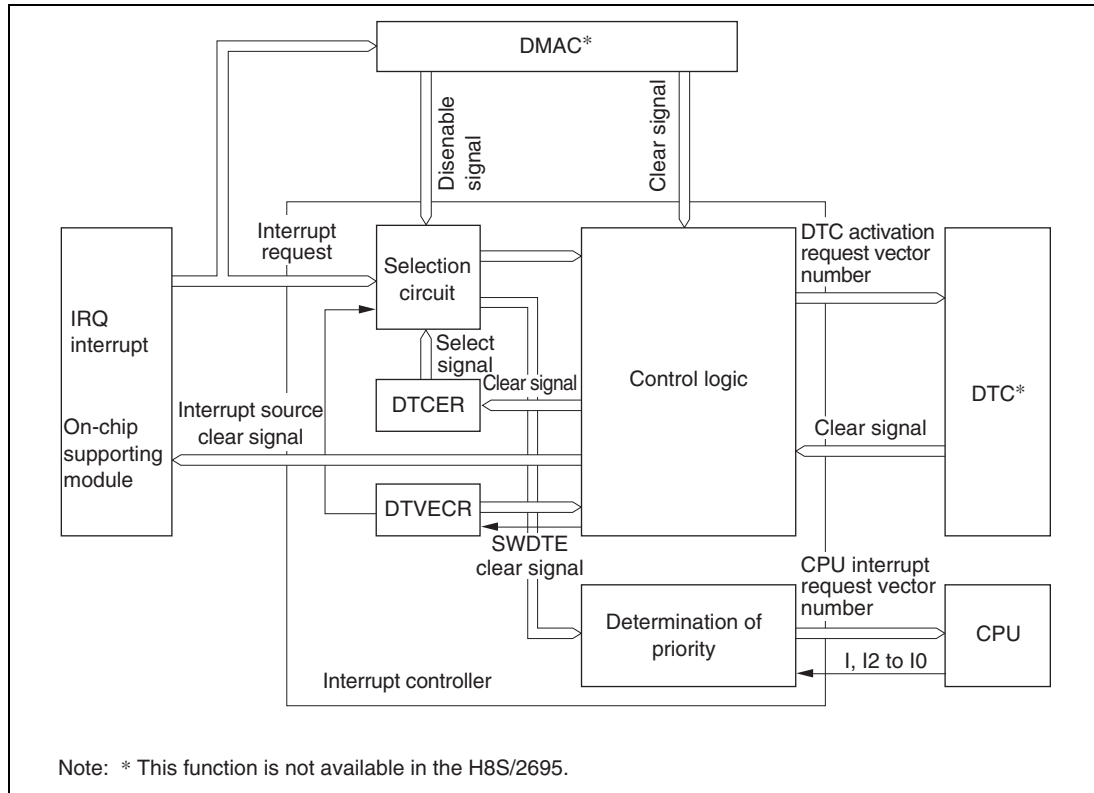 DMAC*
Disenable
signal
Clear signal
Interrupt
request
Selection
circuit
DTC activation
request vector
number
IRQ
interrupt
Select
signal
Control logic
DTC*
DTCER
Clear signal
Interrupt source
clear signal
Clear signal
On-chip
supporting
module
DTVECR
SWDTE
clear signal
CPU interrupt
request vector
number
Determination of
priority
CPU
I, I2 to I0
Interrupt controller
Note: * This function is not available in the H8S/2695.